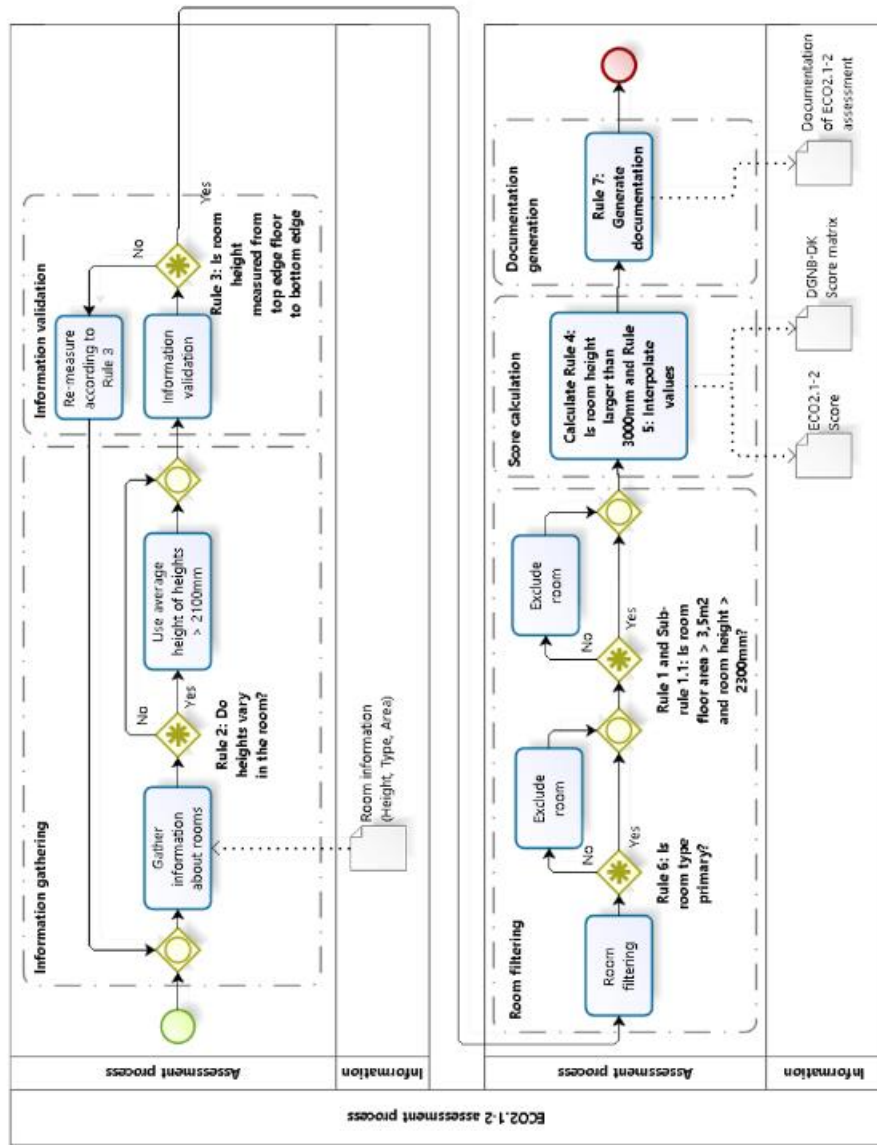 ECO2.1-2 assessment process
Assessment process
Information
Information gathering
Gather
information
about rooms
Rule 2: Do
heights vary
in the room?
No
Yes
Use average
height of heights
> 2100mm
Room information
(Height, Type, Area)
Information validation
Re-measure
according to
Rule 3
Information
validation
No
Yes
Rule 3: Is room
height
measured from
top edge floor
to bottom edge
Assessment process
Information
Room filtering
Room
filtering
Rule 6: Is
room type
primary?
No
Yes
Exclude
room
Rule 1 and Sub-
rule 1.1: Is room
floor area > 3,5m2
and room height >
2300mm?
No
Yes
Exclude
room
Score calculation
Calculate Rule 4:
Is room height
larger than
3000mm and Rule
5: Interpolate
values
ECO2.1-2
Score
DGNB-DK
Score matrix
Documentation
generation
Rule 7:
Generate
documentation
Documentation
of ECO2.1-2
assessment